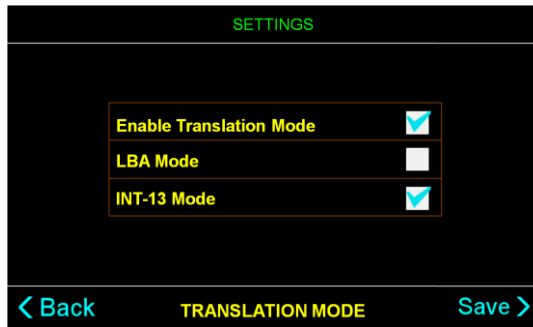 SETTINGS
Enable Translation Mode
LBA Mode
INT-13 Mode
Back TRANSLATION MODE Save